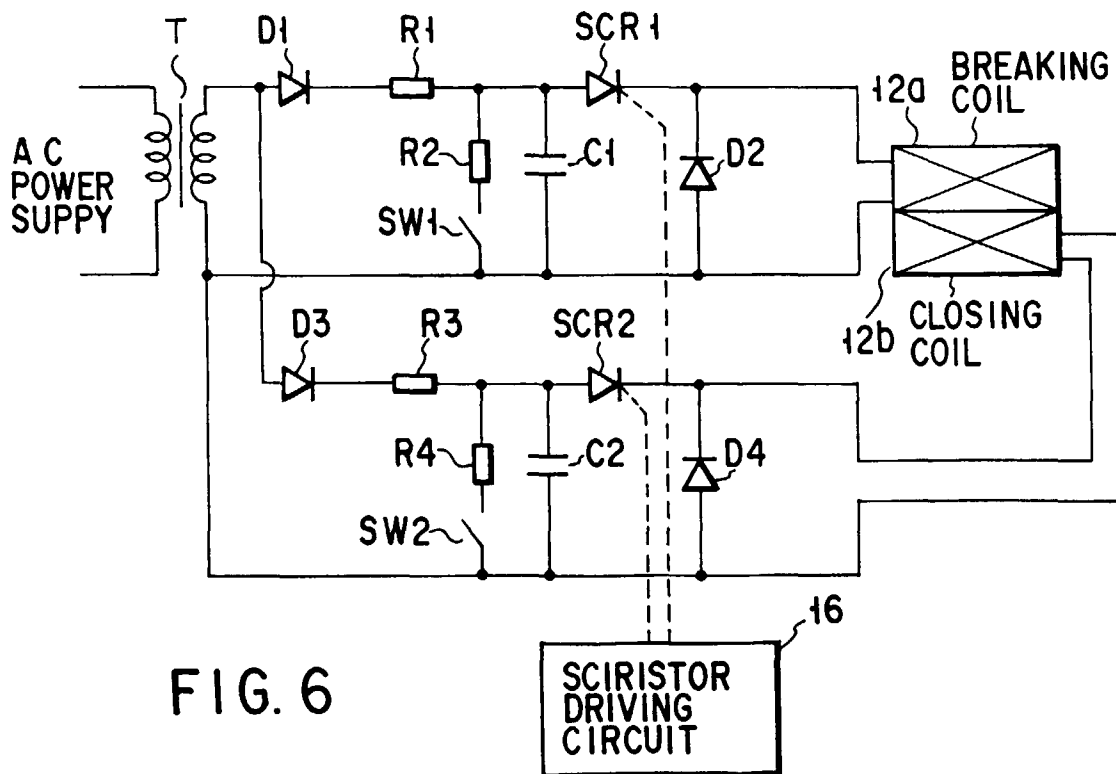 T
D1
R1
SCR1
BREAKING
COIL
12a
AC
POWER
SUPPLY
R2
C1
D2
SW1
D3
R3
SCR2
12b
CLOSING
COIL
R4
C2
D4
SW2
16
SCIRISTOR
DRIVING
CIRCUIT
FIG. 6